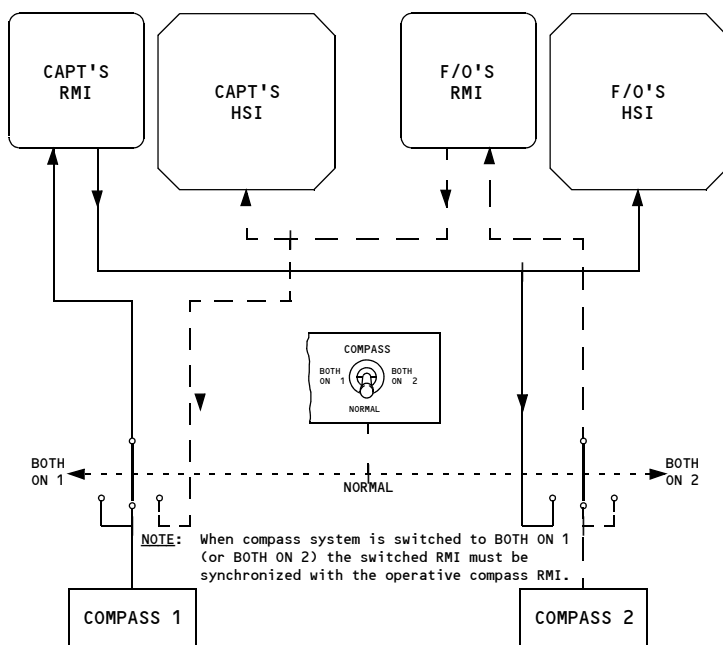 CAPT'S
RMI
CAPT'S
HSI
F/O'S
RMI
F/O'S
HSI
COMPASS
BOTH
ON 1
BOTH
ON 2
NORMAL
BOTH
ON 1
NORMAL
BOTH
ON 2
NOTE: When compass system is switched to BOTH ON 1
(or BOTH ON 2) the switched RMI must be
synchronized with the operative compass RMI.
COMPASS 1
COMPASS 2